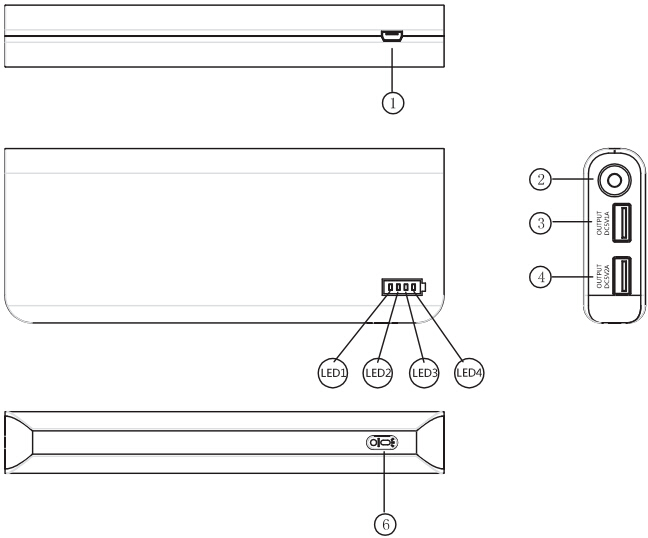 ①
②
③
OUTPUT
DC5V1A
④
OUTPUT
DC5V2A
LED1 LED2 LED3 LED4
⑥